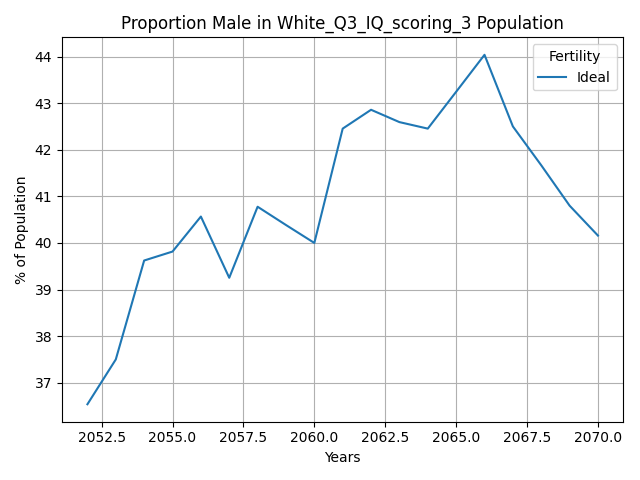 Proportion Male in White_Q3_IQ_scoring_3 Population
Fertility
Ideal
% of Population
44
43
42
41
40
39
38
37
2052.5 2055.0 2057.5 2060.0 2062.5 2065.0 2067.5 2070.0
Years